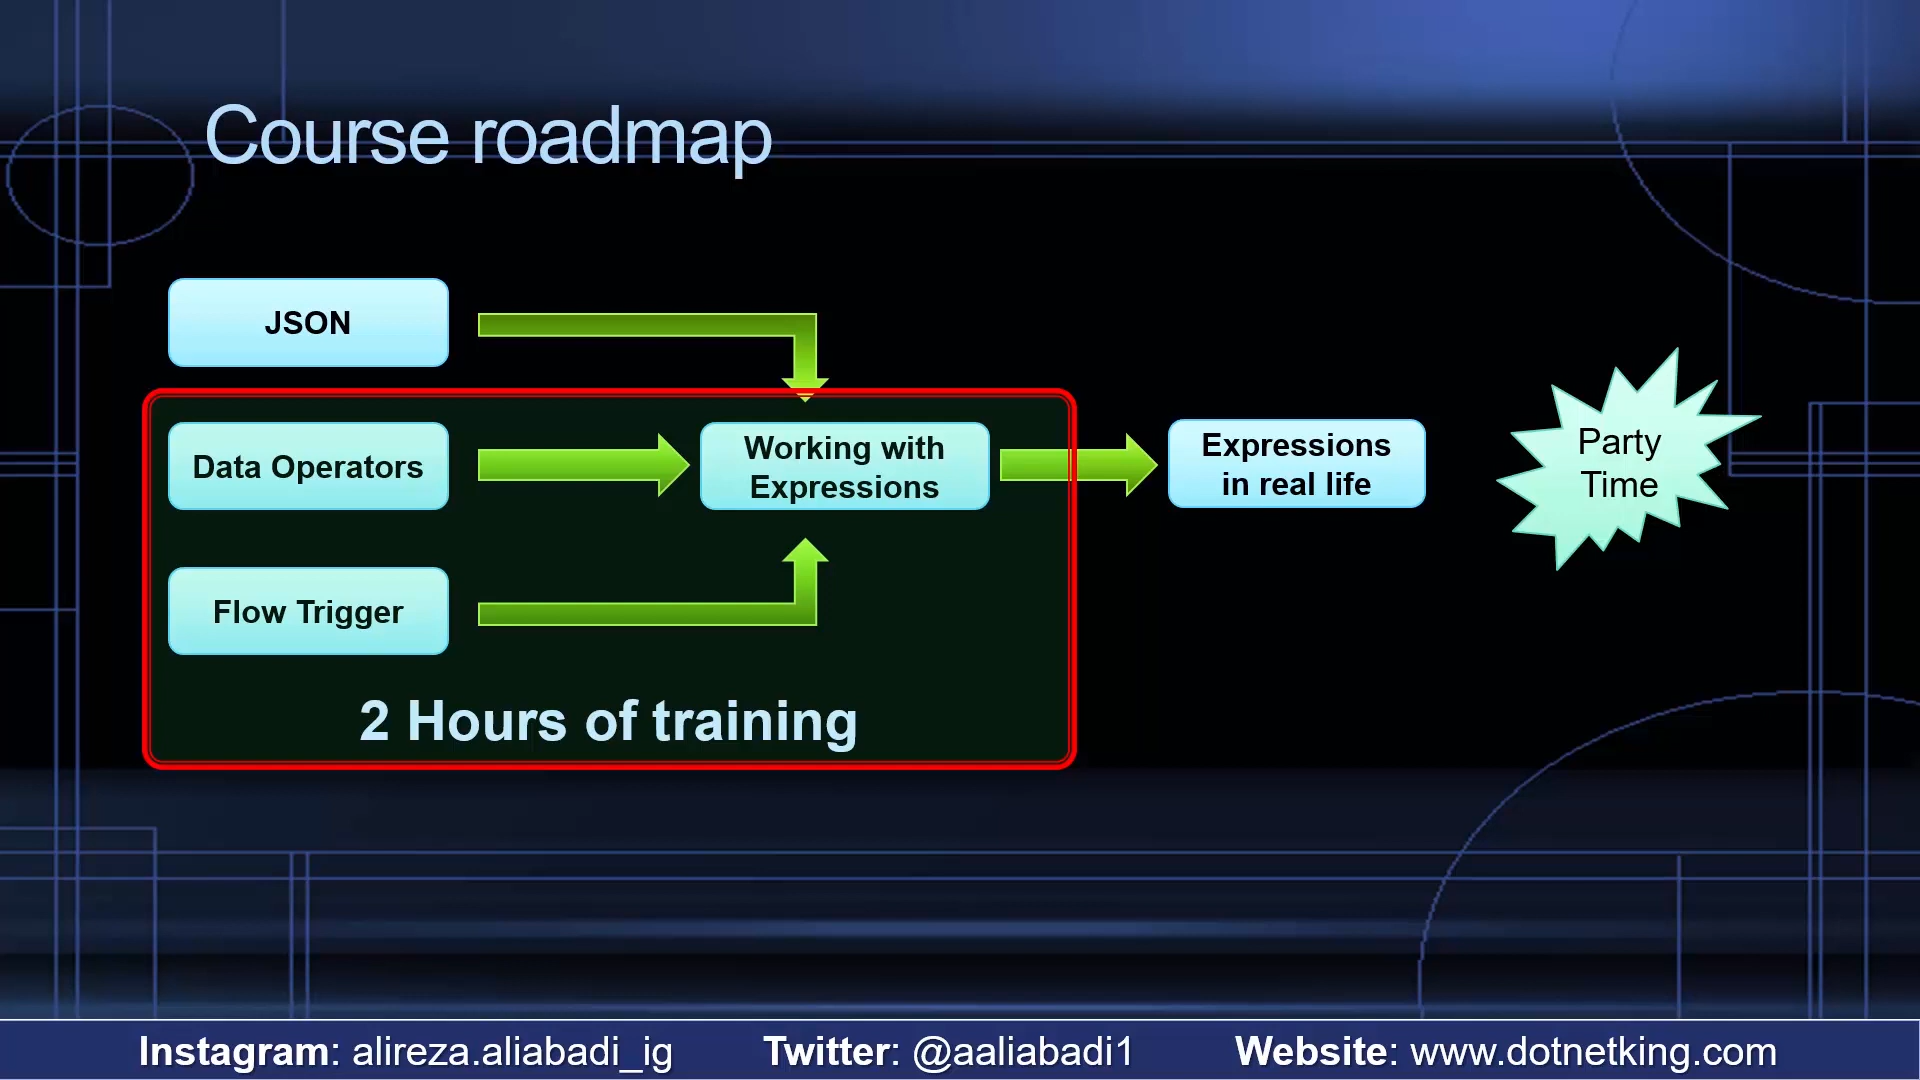 Course roadmap
JSON
Data Operators
Working with
Expressions
Expressions
in real life
Party
Time
Flow Trigger
2 Hours of training
Instagram: alireza.aliabadi_ig Twitter: @aaliabadi1 Website: www.dotnetking.com